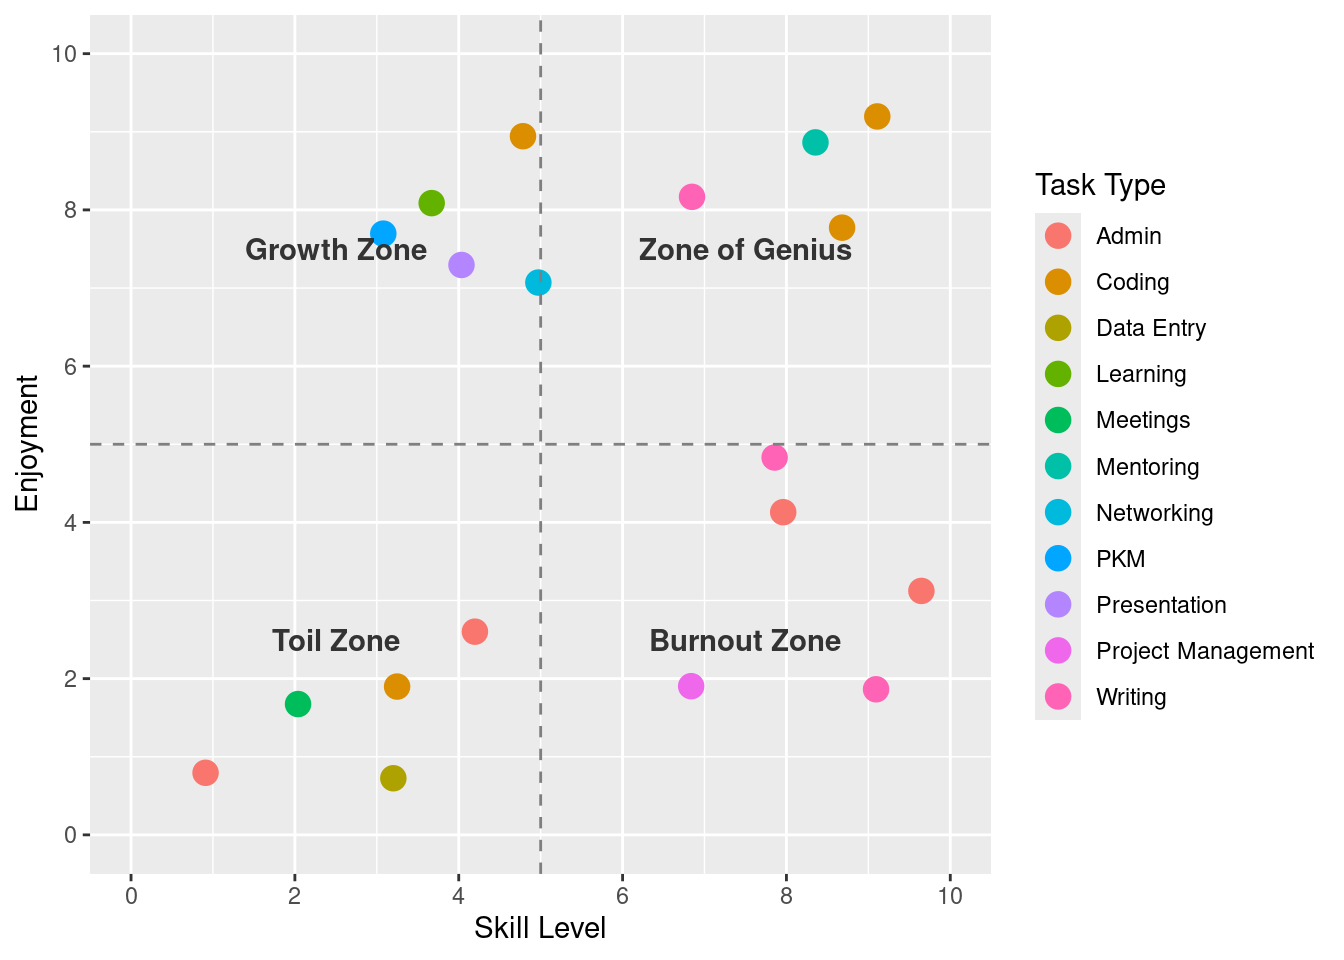 10
8
6
4
2
0
Enjoyment
Growth Zone
Zone of Genius
Toil Zone
Burnout Zone
0 2 4 6 8 10
Skill Level
Task Type
Admin
Coding
Data Entry
Learning
Meetings
Mentoring
Networking
PKM
Presentation
Project Management
Writing